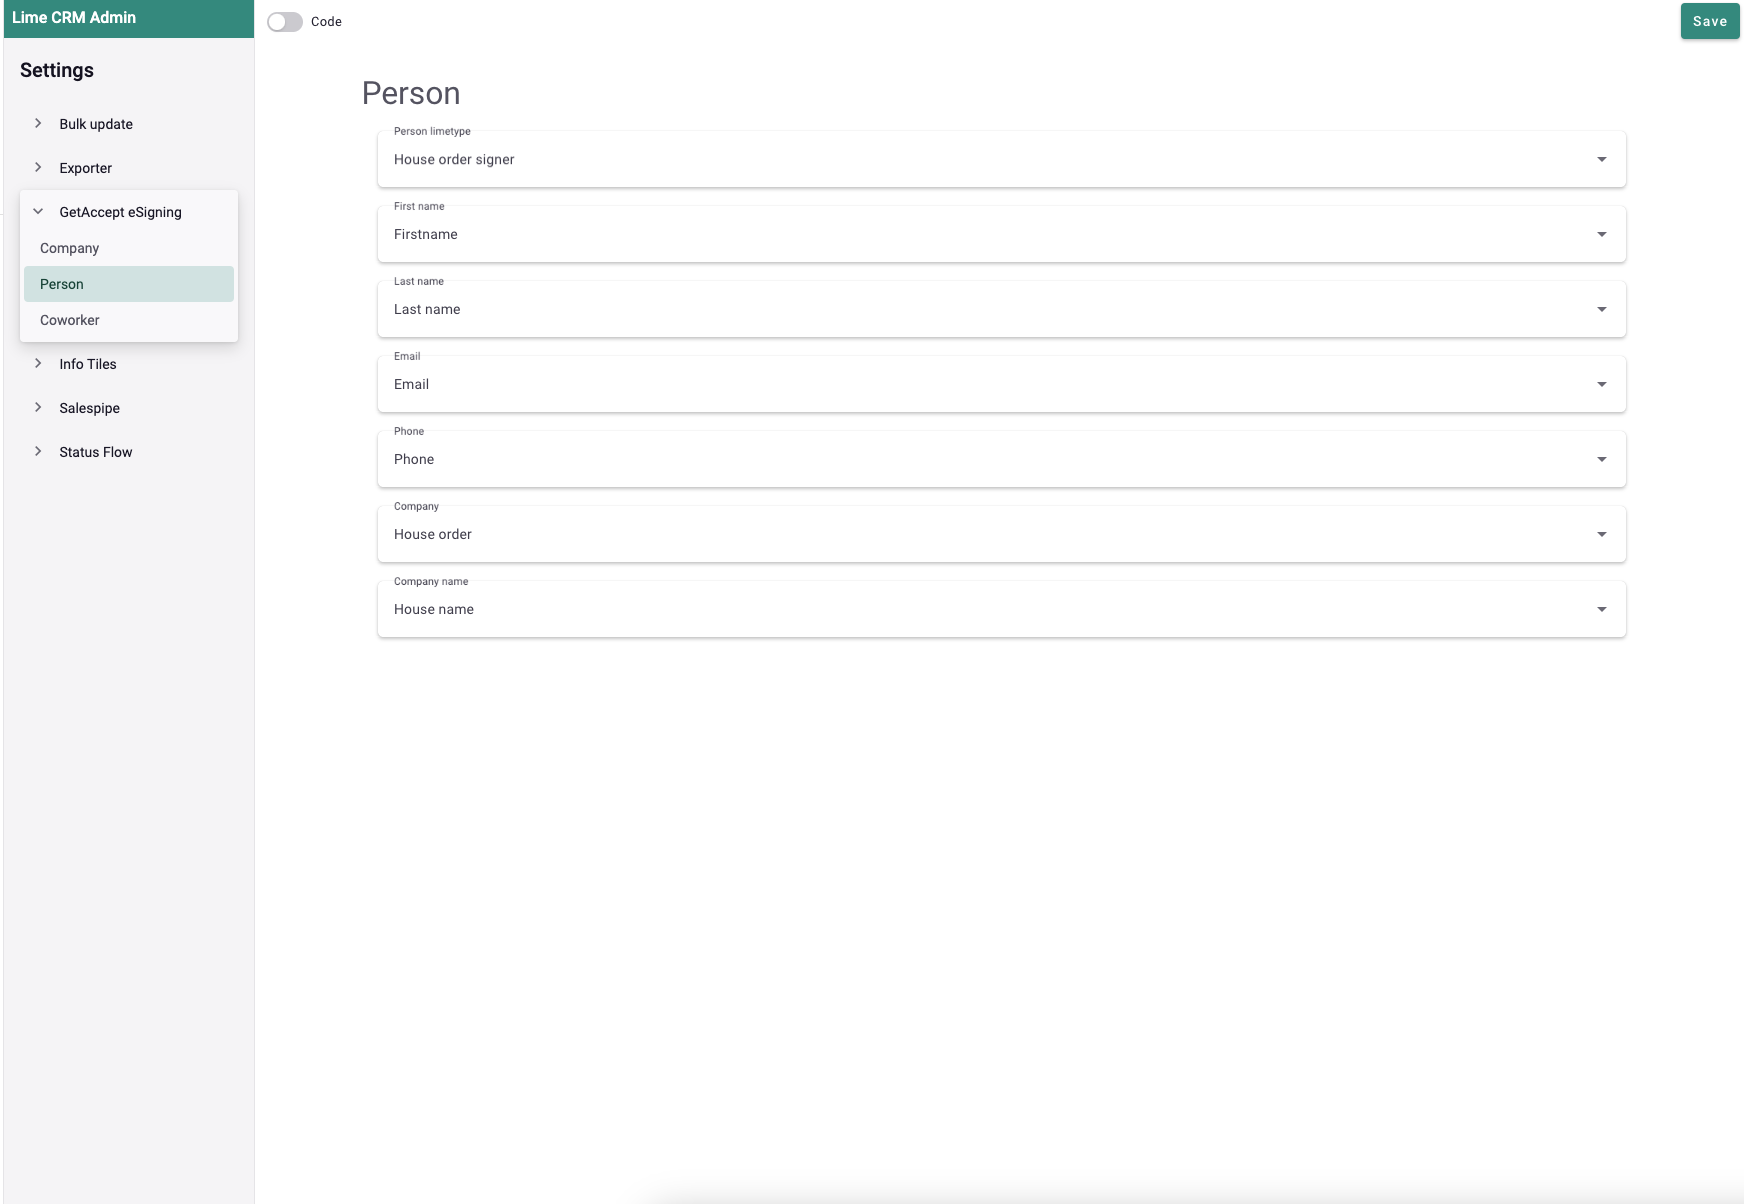 Lime CRM Admin
Code
Save
Settings
Bulk update
Exporter
GetAccept eSigning
Company
Person
Coworker
Info Tiles
Salespipe
Status Flow
Person
Person limetype
House order signer
First name
Firstname
Last name
Last name
Email
Email
Phone
Phone
Company
House order
Company name
House name